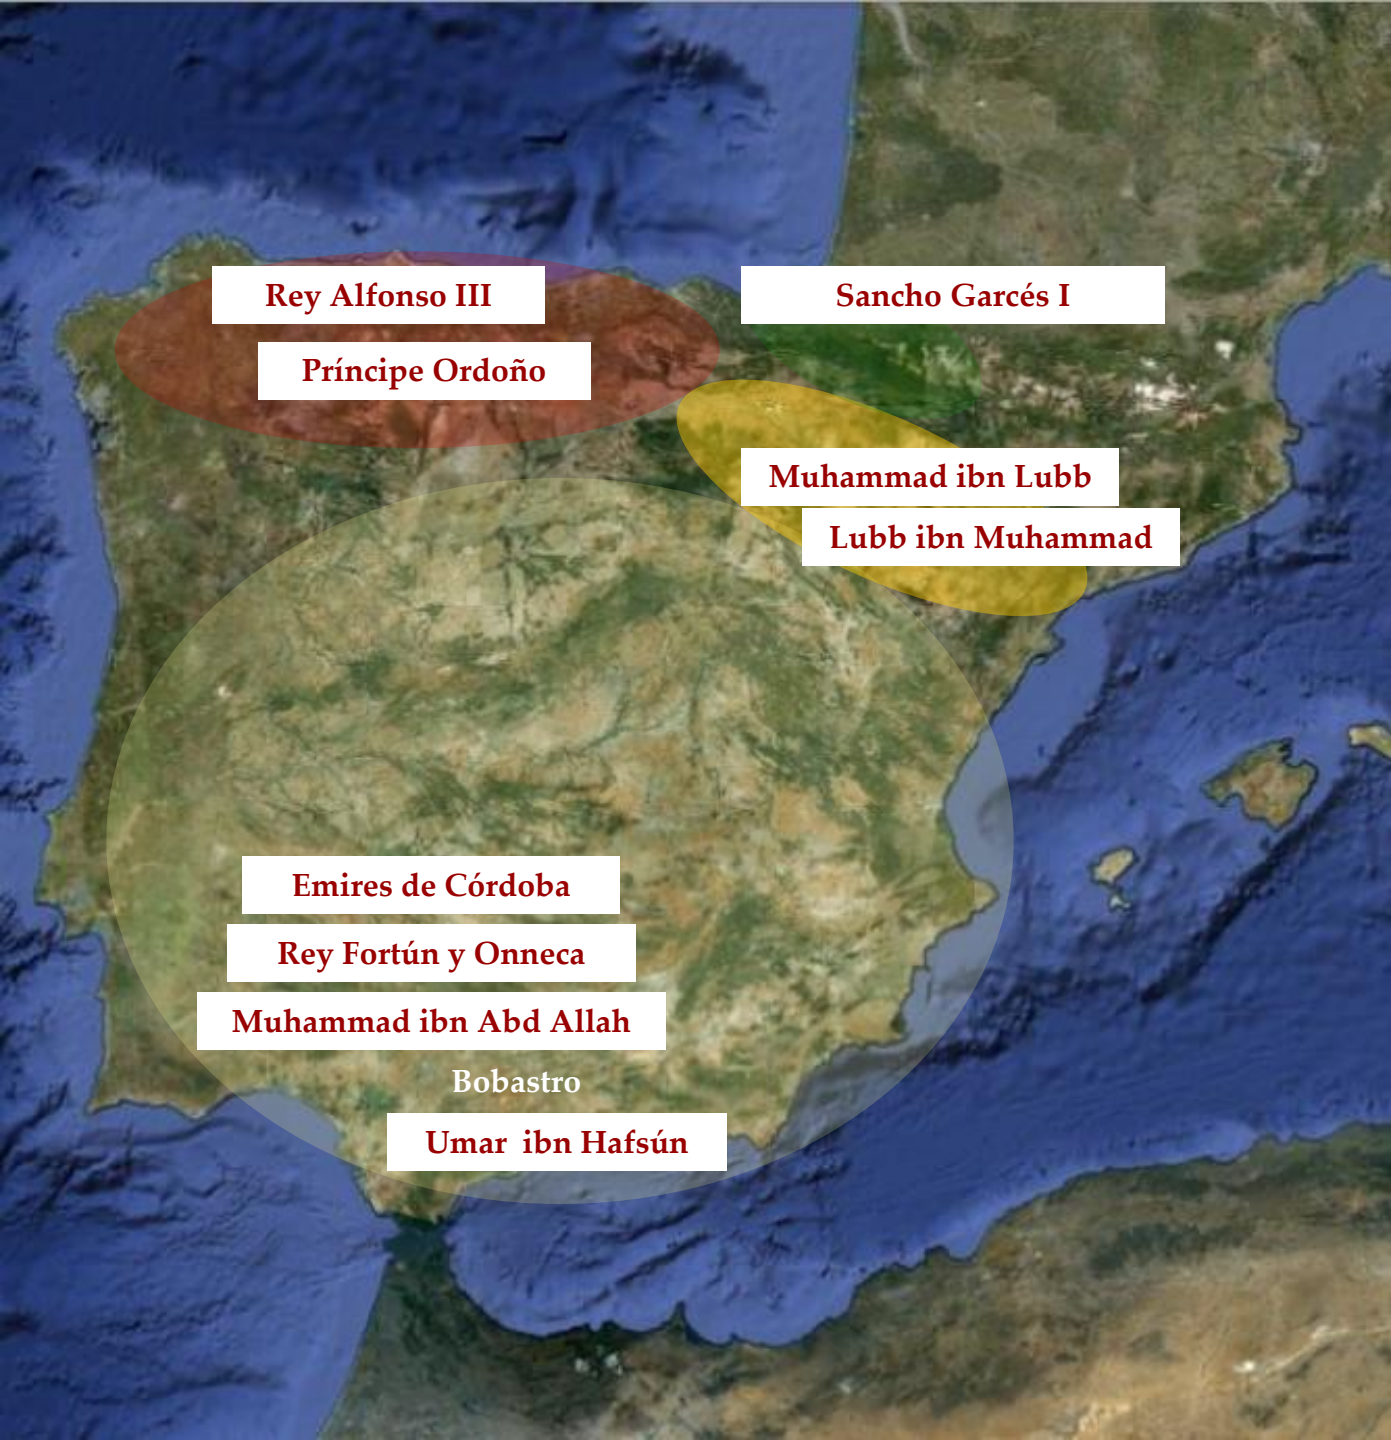 Rey Alfonso III
Sancho Garcés I
Príncipe Ordoño
Muhammad ibn Lubb
Lubb ibn Muhammad
Emires de Córdoba
Rey Fortún y Onneca
Muhammad ibn Abd Allah
Bobastro
Umar  ibn Hafsún